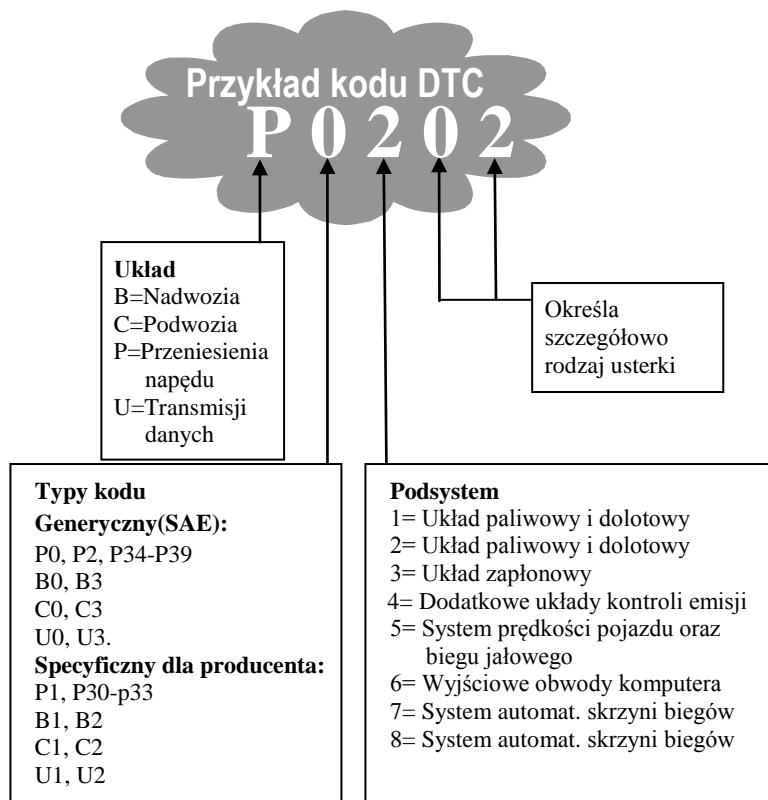 Przykład kodu DTC
P0202
Układ
B=Nadwozia
C=Podwozia
P=Przeniesienia
napędu
U=Transmisji
danych
Określa
szczegółowo
rodzaj usterki
Typy kodu
Generyczny(SAE):
P0, P2, P34-P39
B0, B3
C0, C3
U0, U3.
Specyficzny dla producenta:
P1, P30-p33
B1, B2
C1, C2
U1, U2
Podsystem
1= Układ paliwowy i dolotowy
2= Układ paliwowy i dolotowy
3= Układ zapłonowy
4= Dodatkowe układy kontroli emisji
5= System prędkości pojazdu oraz
biegu jałowego
6= Wyjściowe obwody komputera
7= System automat. skrzyni biegów
8= System automat. skrzyni biegów